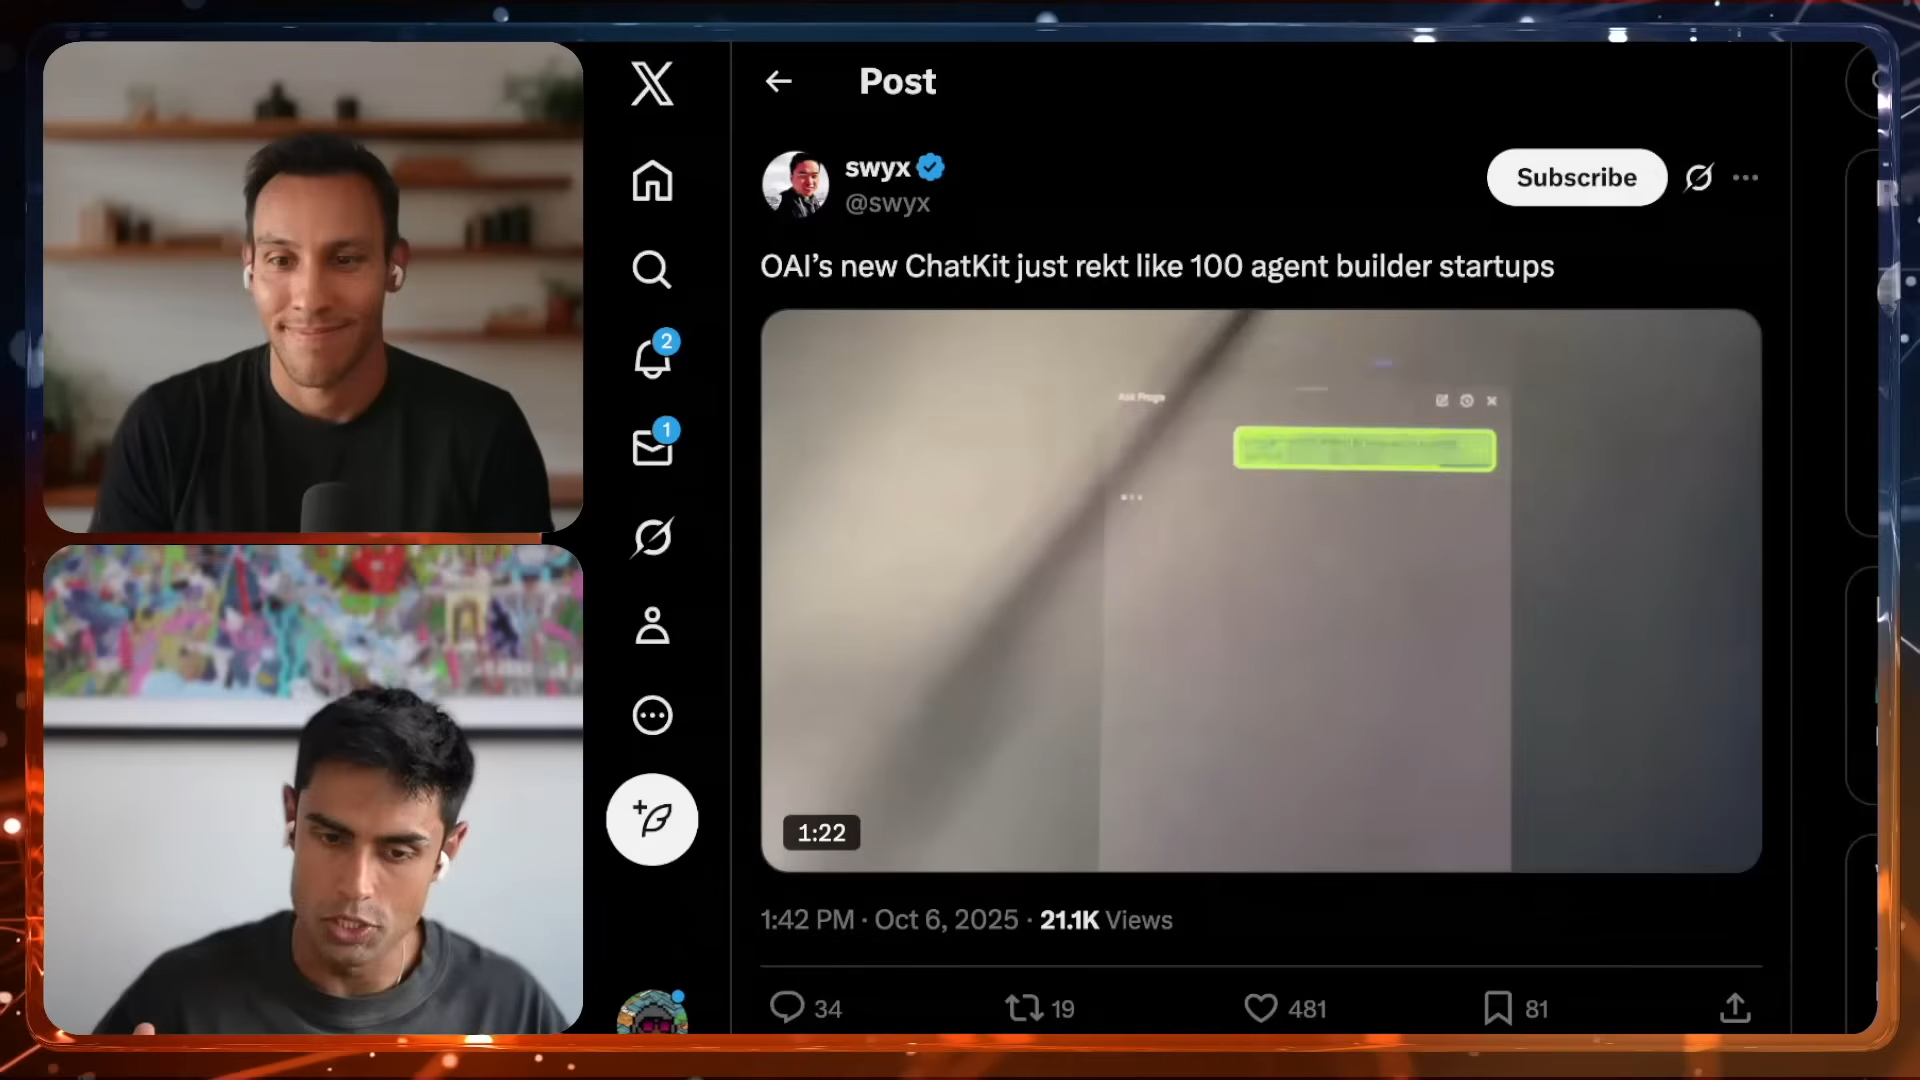 Post
swyx
@swyx
Subscribe
OAI's new ChatKit just rekt like 100 agent builder startups
2
1
1:22
1:42 PM · Oct 6, 2025 · 21.1K Views
34
19
481
81